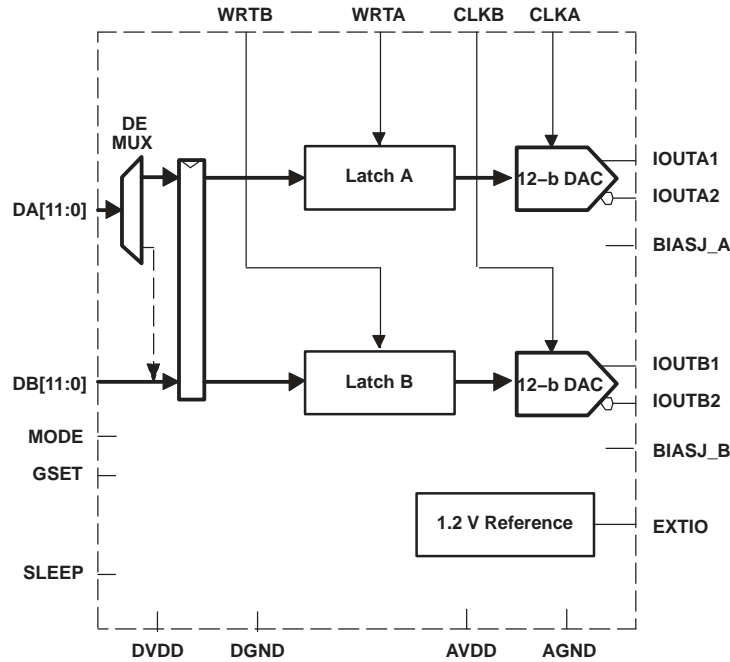 WRTB WRTA CLKB CLKA
DE
MUX
Latch A
12–b DAC
IOUTA1
DA[11:0]
IOUTA2
BIASJ_A
IOUTB1
DB[11:0]
Latch B
12–b DAC
IOUTB2
MODE
BIASJ_B
GSET
1.2 V Reference
EXTIO
SLEEP
DVDD DGND AVDD AGND